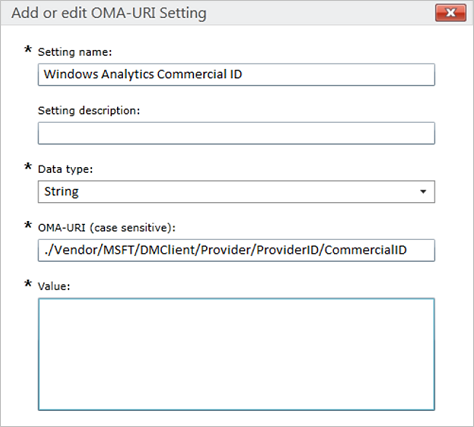 Add or edit OMA-URI Setting
* Setting name:
Windows Analytics Commercial ID
Setting description:
* Data type:
String
* OMA-URI (case sensitive):
./Vendor/MSFT/DMClient/Provider/ProviderID/CommercialID
* Value: